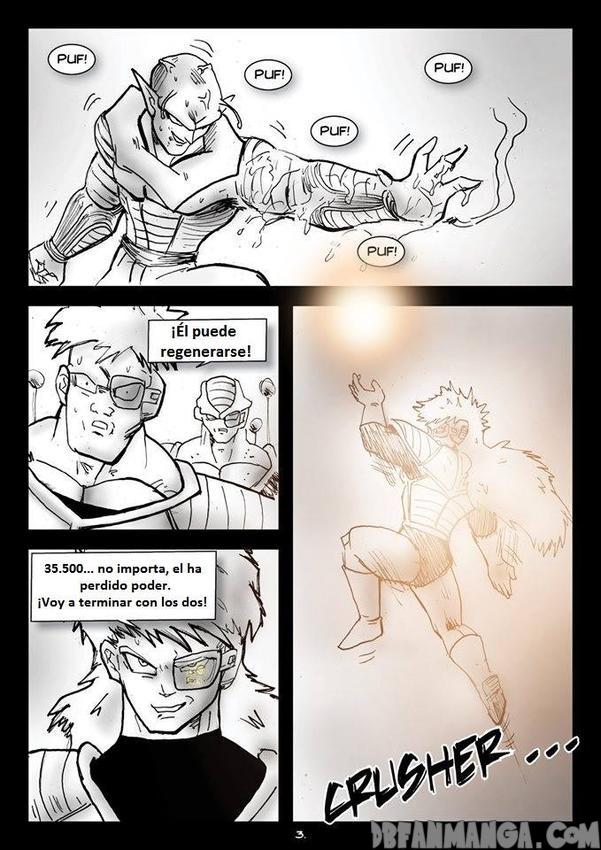 PUF!
PUF!
PUF!
PUF!
PUF!
¡Él puede
regenerarse!
35.500... no importa, el ha
perdido poder.
¡Voy a terminar con los dos!
CRUSHER ...
3.
DBFANMANGA.COM